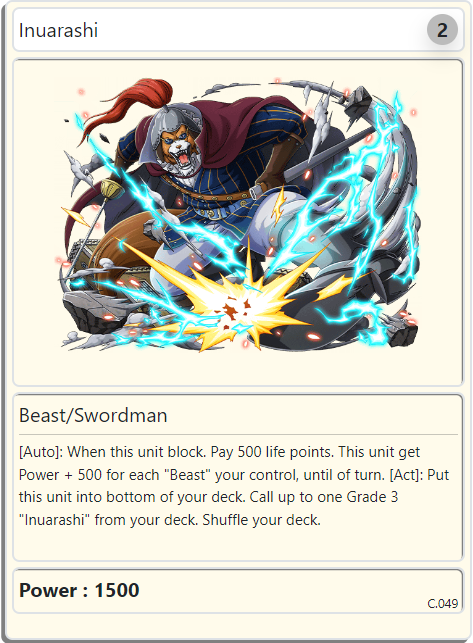 Inuarashi
2
Beast/Swordman
[Auto]: When this unit block. Pay 500 life points. This unit get
Power + 500 for each "Beast" your control, until of turn. [Act]: Put
this unit into bottom of your deck. Call up to one Grade 3
"Inuarashi" from your deck. Shuffle your deck.
Power : 1500
C.049